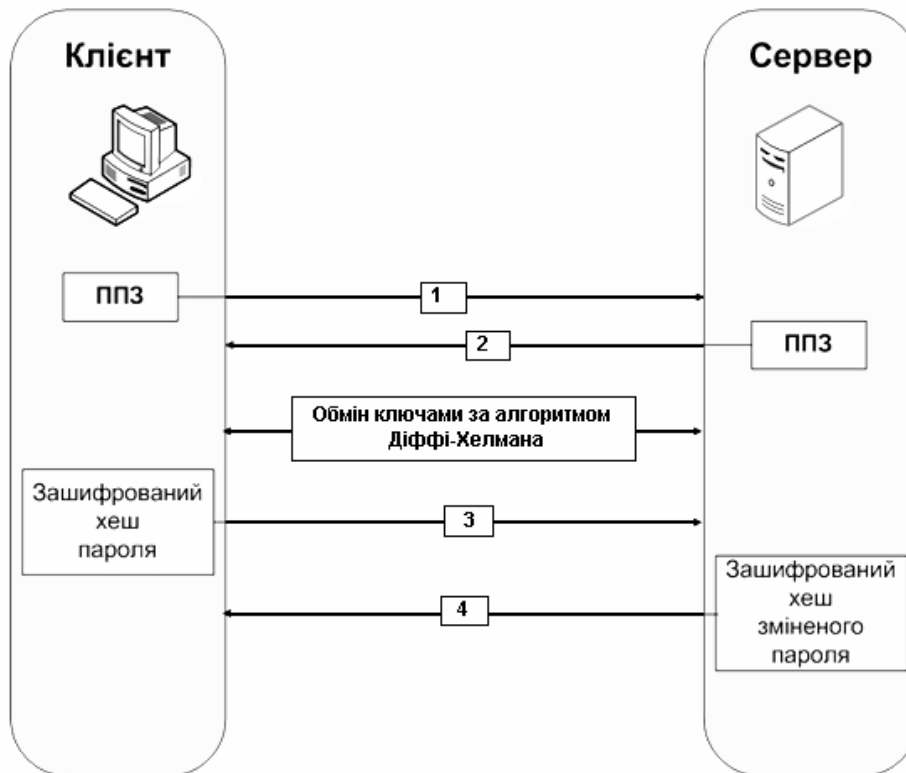 Клієнт
Сервер
ППЗ
1
2
ППЗ
Обмін ключами за алгоритмом
Діффі-Хелмана
Зашифрований
хеш
пароля
3
4
Зашифрований
хеш
зміненого
пароля